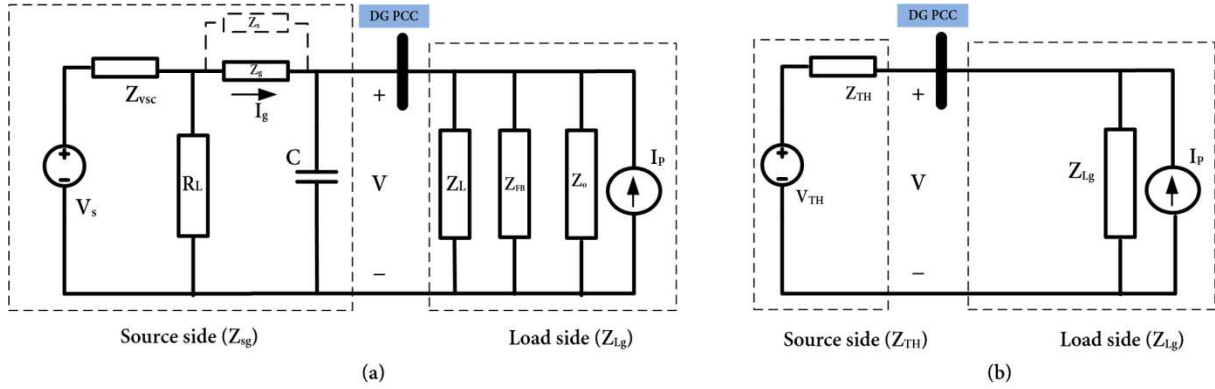 DG PCC
Zs
Zvsc
Zg
Ig
+
C
RL
ZL
ZFB
Zo
IP
+
-
Vs
V
−
Source side (Zsg)
Load side (ZLg)
(a)
DG PCC
ZTH
+
IP
+
-
VTH
V
ZLg
−
Source side (ZTH)
Load side (ZLg)
(b)